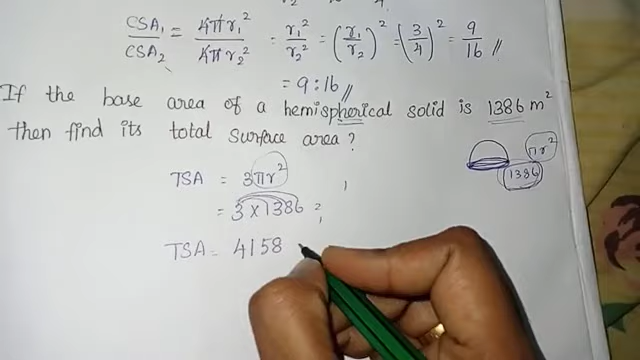 CSA₁/CSA₂ = 4πr₁²/4πr₂² = r₁²/r₂² = (r₁/r₂)² = (3/4)² = 9/16 //
= 9:16 //
If the base area of a hemispherical solid is 1386 m²
then find its total surface area?
πr²
1386
TSA = 3πr²
= 3 x 1386
TSA = 4158